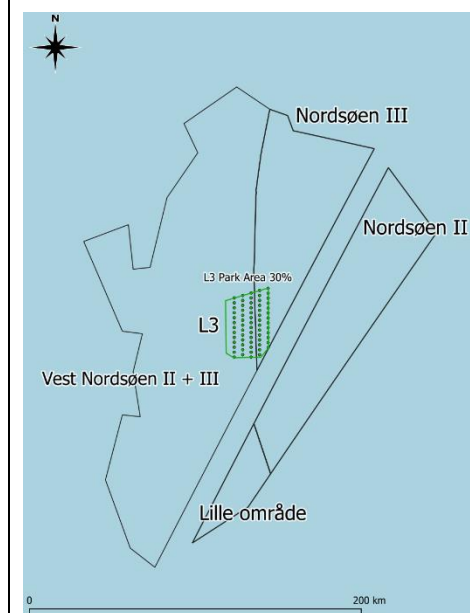 N
Nordsøen III
Nordsøen II
L3 Park Area 30%
L3
Vest Nordsøen II + III
Lille område
0
200 km